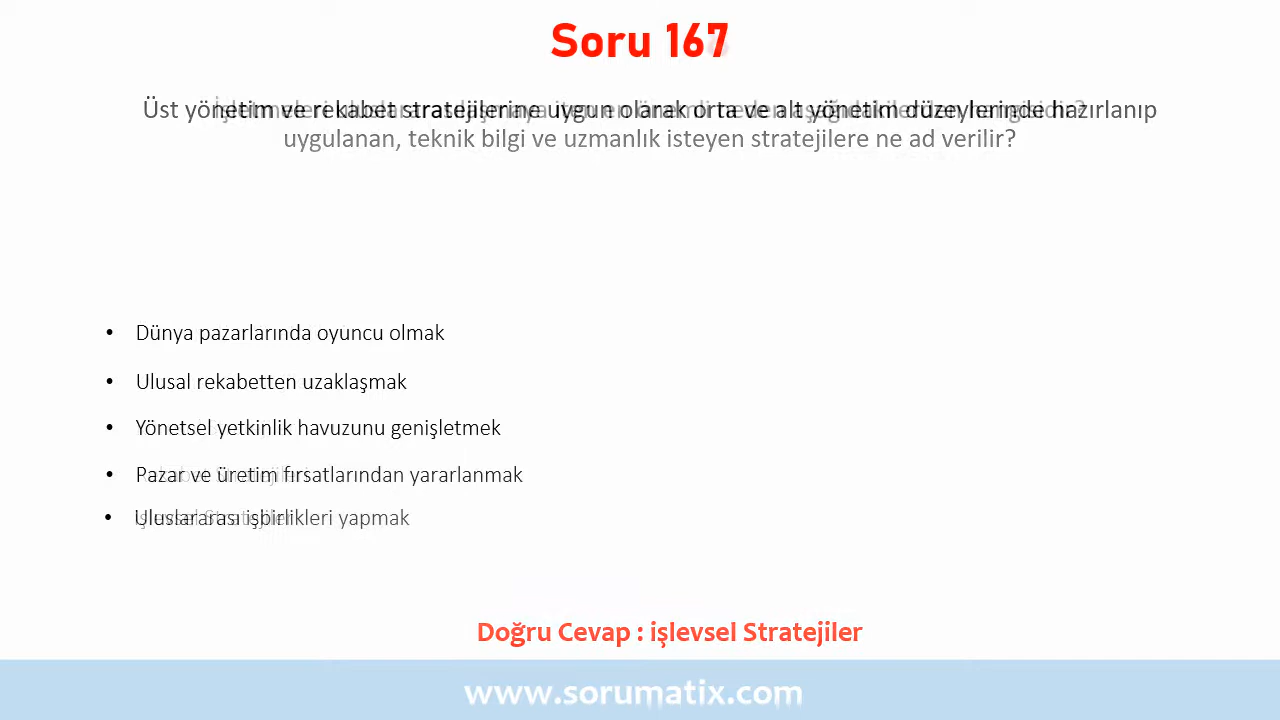 Soru 167
Üst yönetim ve rekabet stratejilerine uygun olarak orta ve alt yönetim düzeylerinde hazırlanıp
uygulanan, teknik bilgi ve uzmanlık isteyen stratejilere ne ad verilir?
• Dünya pazarlarında oyuncu olmak
• Ulusal rekabetten uzaklaşmak
• Yönetsel yetkinlik havuzunu genişletmek
• Pazar ve üretim fırsatlarından yararlanmak
• Uluslararası işbirlikleri yapmak
Doğru Cevap : işlevsel Stratejiler
www.sorumatix.com